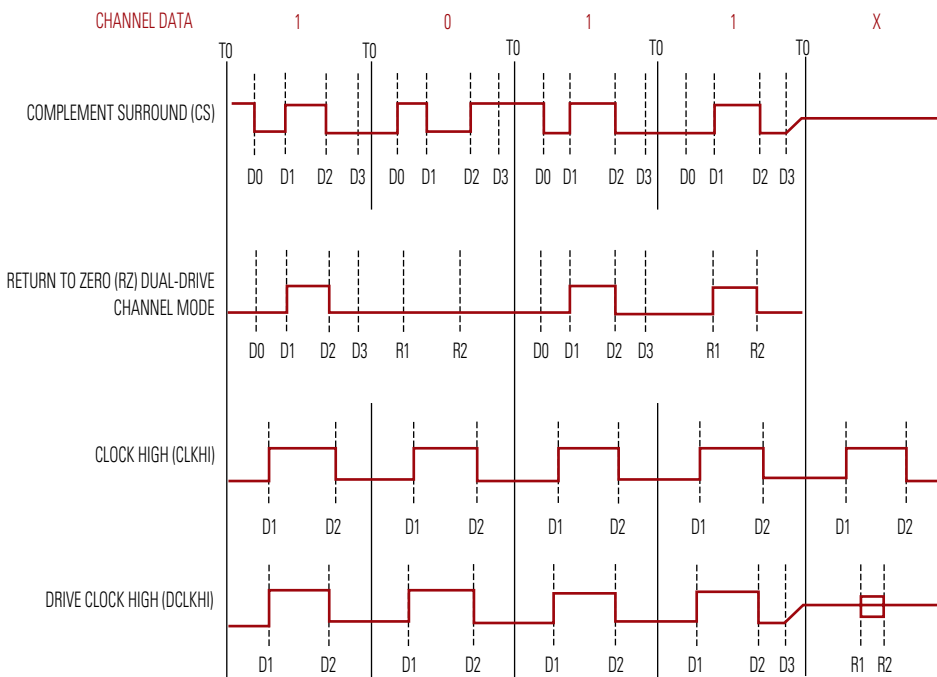 CHANNEL DATA 1 0 1 1 X
T0 T0 T0 T0 T0
COMPLEMENT SURROUND (CS)
D0 D1 D2 D3 D0 D1 D2 D3 D0 D1 D2 D3 D0 D1 D2 D3
RETURN TO ZERO (RZ) DUAL-DRIVE
CHANNEL MODE
D0 D1 D2 D3 R1 R2 D0 D1 D2 D3 R1 R2
CLOCK HIGH (CLKHI)
D1 D2 D1 D2 D1 D2 D1 D2 D1 D2
DRIVE CLOCK HIGH (DCLKHI)
D1 D2 D1 D2 D1 D2 D1 D2 D3 R1 R2